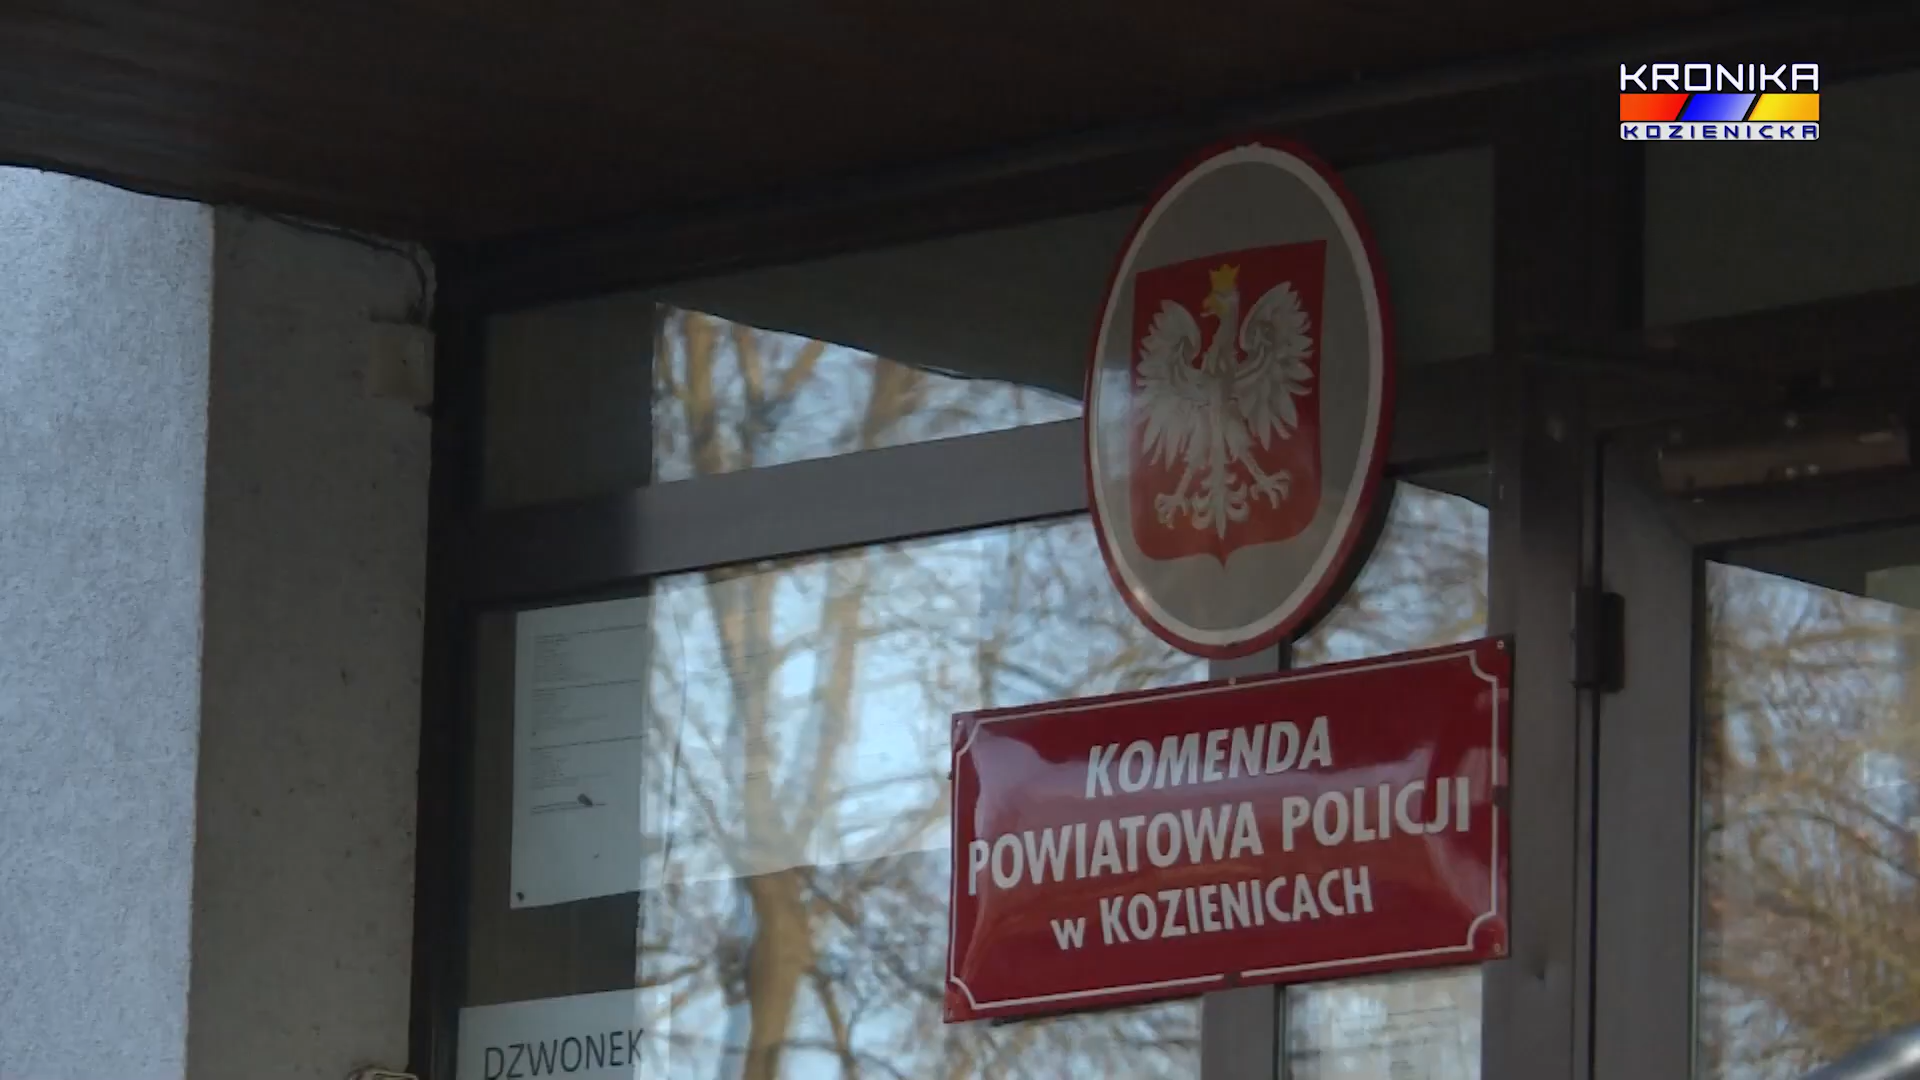 KRONIKA
KOZIENICKA
KOMENDA
POWIATOWA POLICJI
w KOZIENICACH
DZWONEK